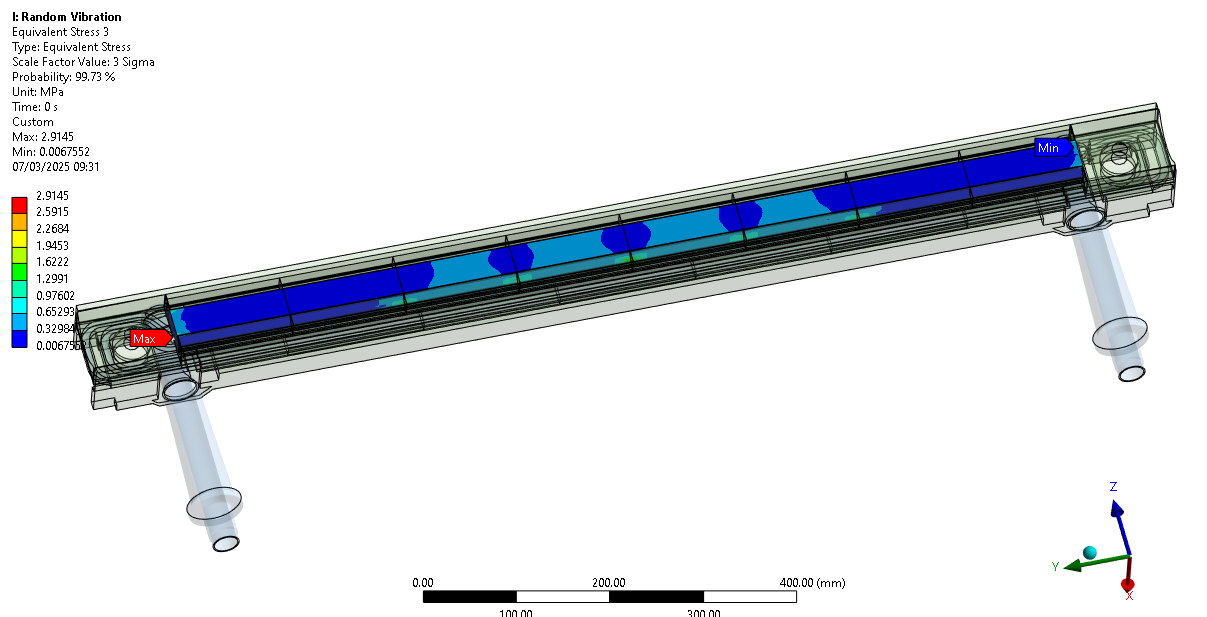 I: Random Vibration
Equivalent Stress 3
Type: Equivalent Stress
Scale Factor Value: 3 Sigma
Probability: 99.73 %
Unit: MPa
Time: 0 s
Custom
Max: 2.9145
Min: 0.0067552
07/03/2025 09:31
2.9145
2.5915
2.2684
1.9453
1.6222
1.2991
0.97602
0.65293
0.32984
Min
Max
Z
Y
X
0.00 200.00 400.00 (mm)
100.00 300.00